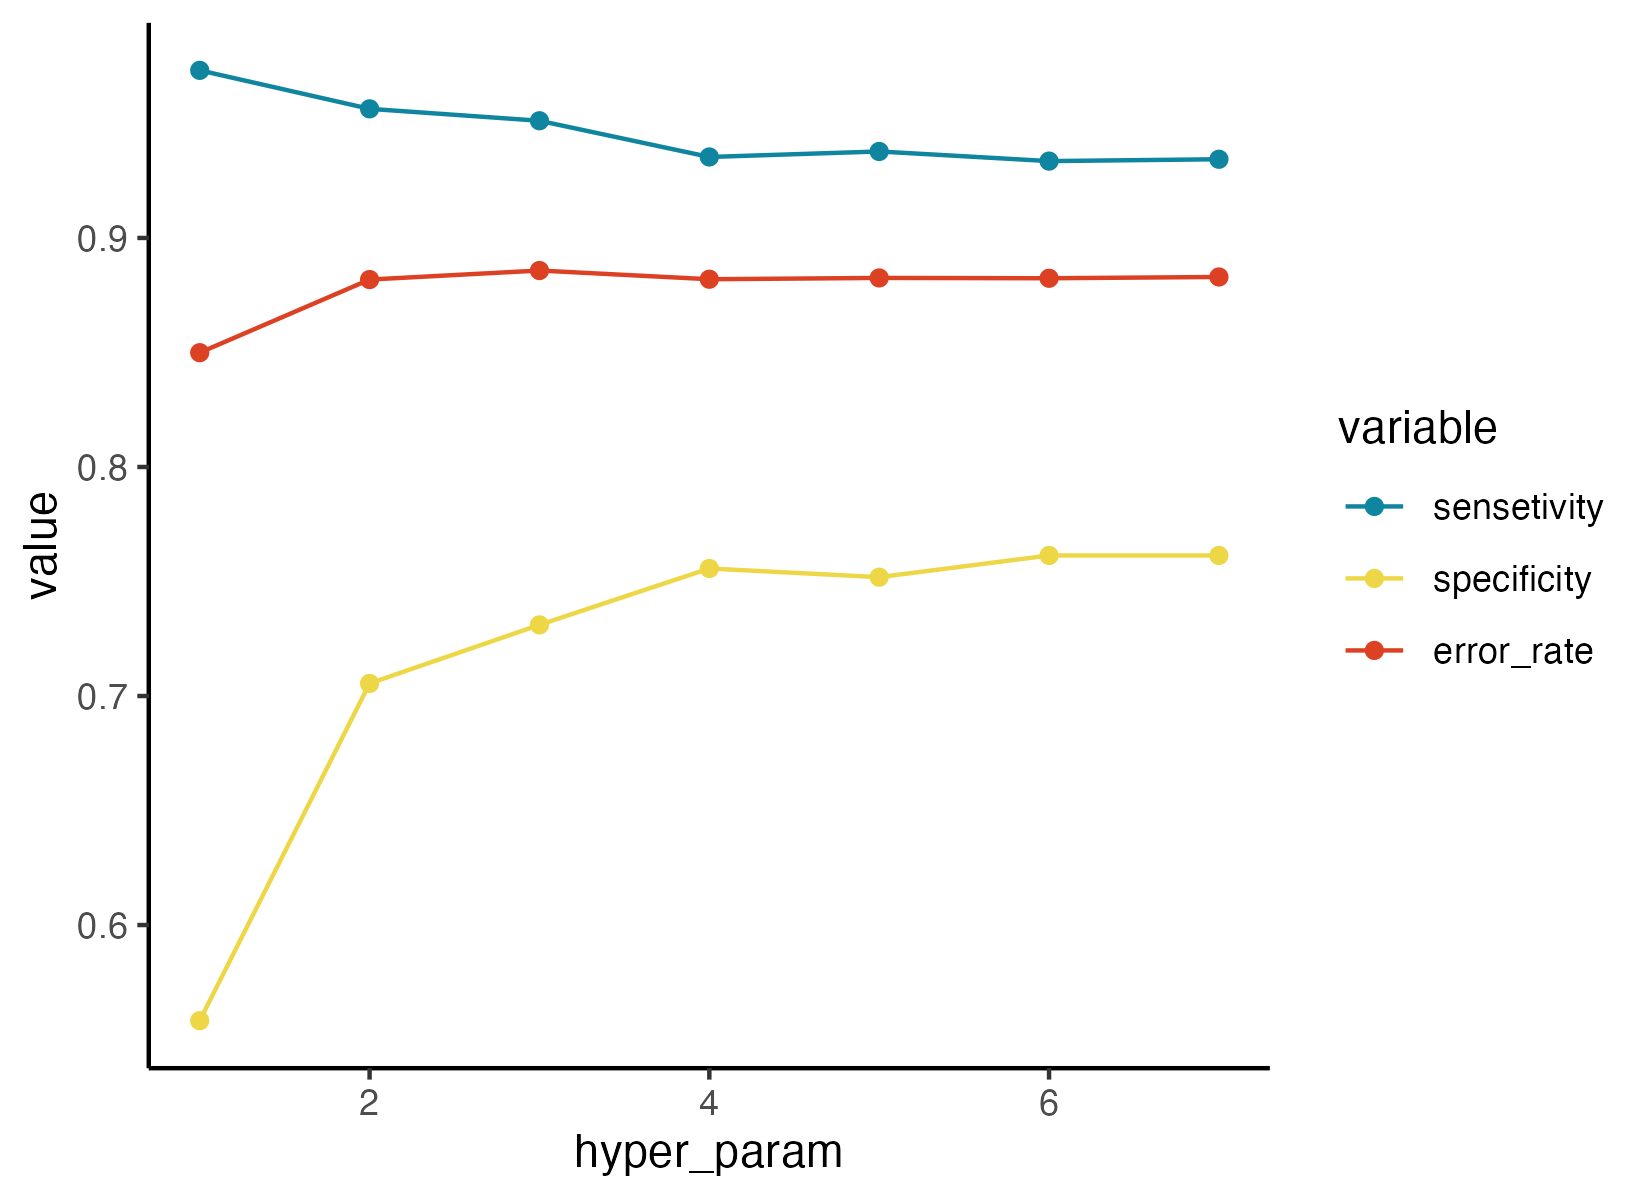 0.9
0.8
0.7
0.6
value
2
4
6
hyper_param
variable
sensetivity
specificity
error_rate